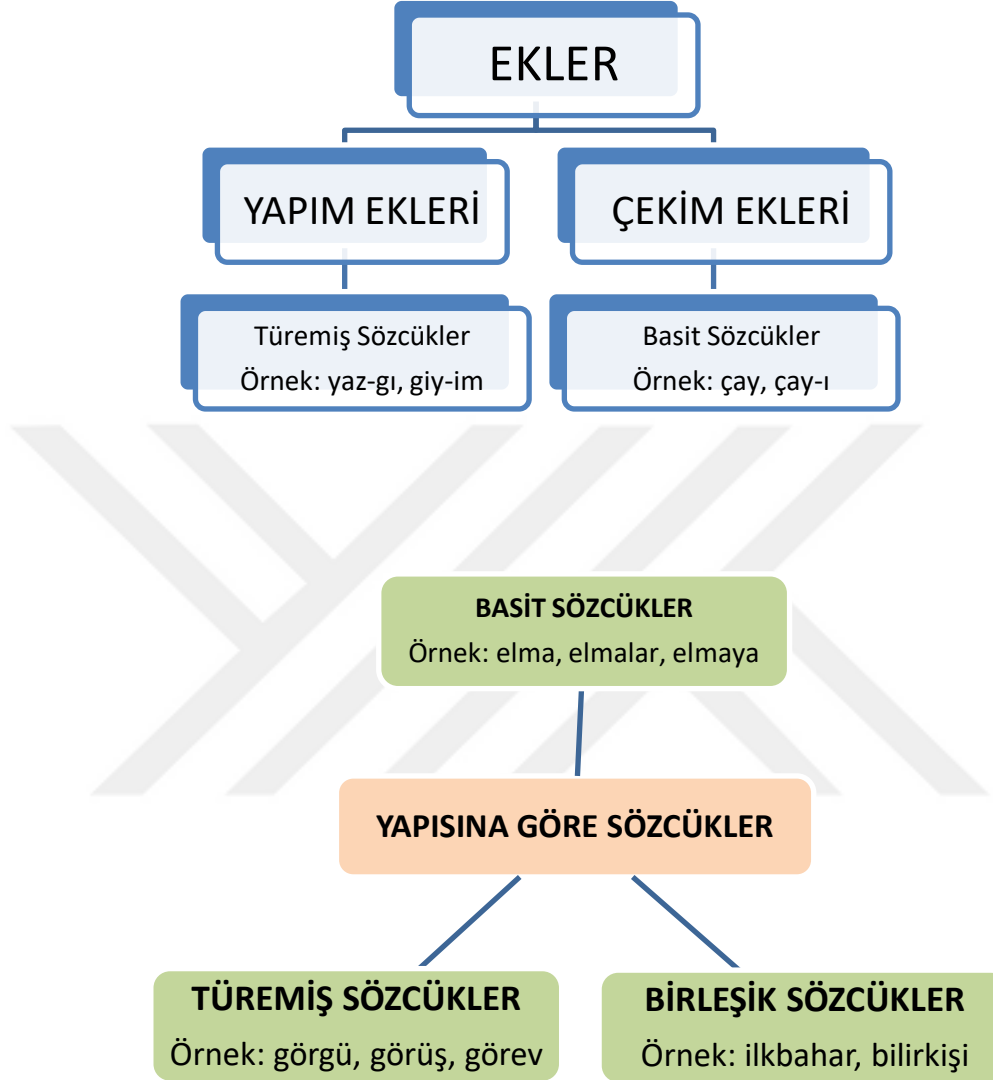 EKLER
YAPIM EKLERİ
ÇEKİM EKLERİ
Türemiş Sözcükler
Örnek: yaz-gı, giy-im
Basit Sözcükler
Örnek: çay, çay-ı
BASİT SÖZCÜKLER
Örnek: elma, elmalar, elmaya
YAPISINA GÖRE SÖZCÜKLER
TÜREMİŞ SÖZCÜKLER
Örnek: görgü, görüş, görev
BİRLEŞİK SÖZCÜKLER
Örnek: ilkbahar, bilirkişi